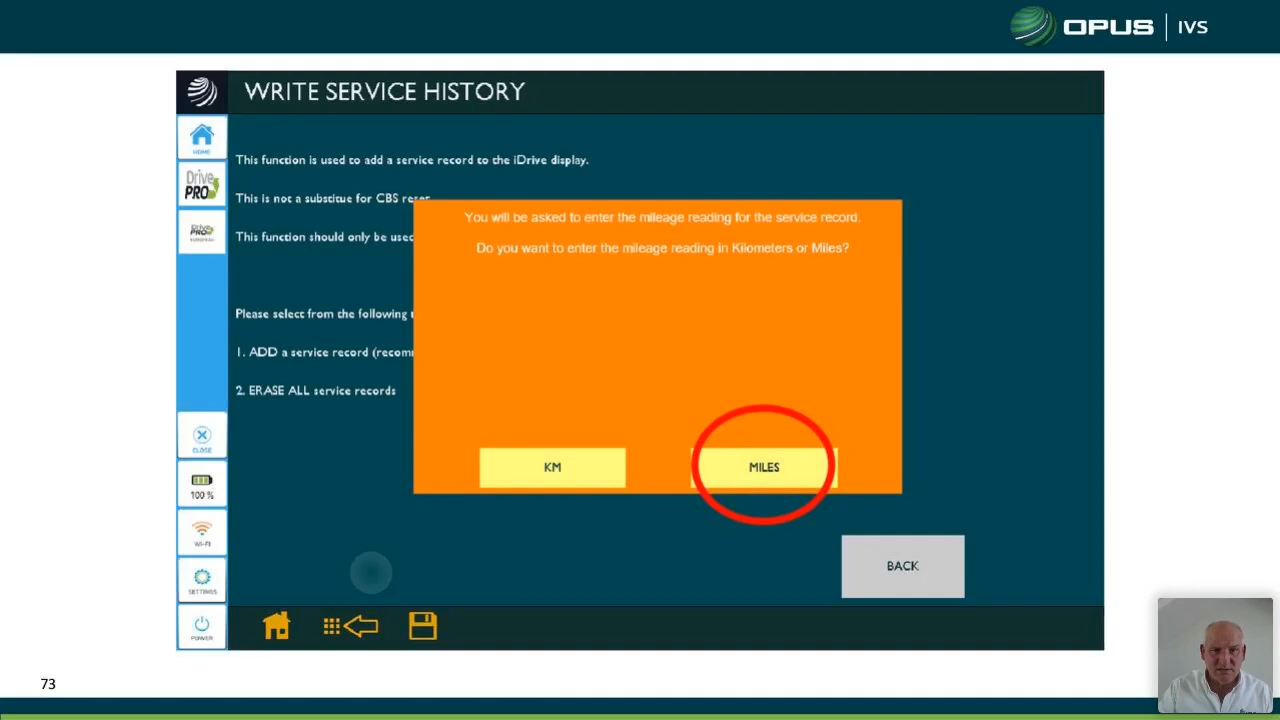 OPUS | IVS
WRITE SERVICE HISTORY
HOME
Drive
PRO
Drive
PRO
This function is used to add a service record to the iDrive display.
This is not a substitue for CBS reset
This function should only be used
Please select from the following
1. ADD a service record (recom
2. ERASE ALL service records
You will be asked to enter the mileage reading for the service record.
Do you want to enter the mileage reading in Kilometers or Miles?
KM
MILES
BACK
CLOSE
100 %
WI-FI
SETTINGS
POWER
73